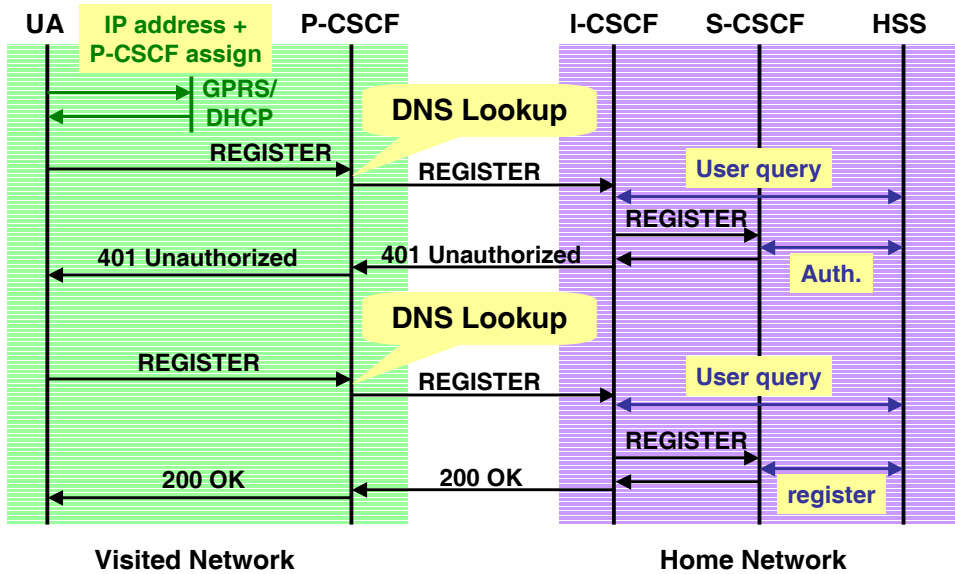 UA
IP address +
P-CSCF assign
P-CSCF
I-CSCF
S-CSCF
HSS
GPRS/
DHCP
DNS Lookup
REGISTER
REGISTER
User query
REGISTER
401 Unauthorized
401 Unauthorized
Auth.
DNS Lookup
REGISTER
REGISTER
User query
REGISTER
200 OK
200 OK
register
Visited Network
Home Network